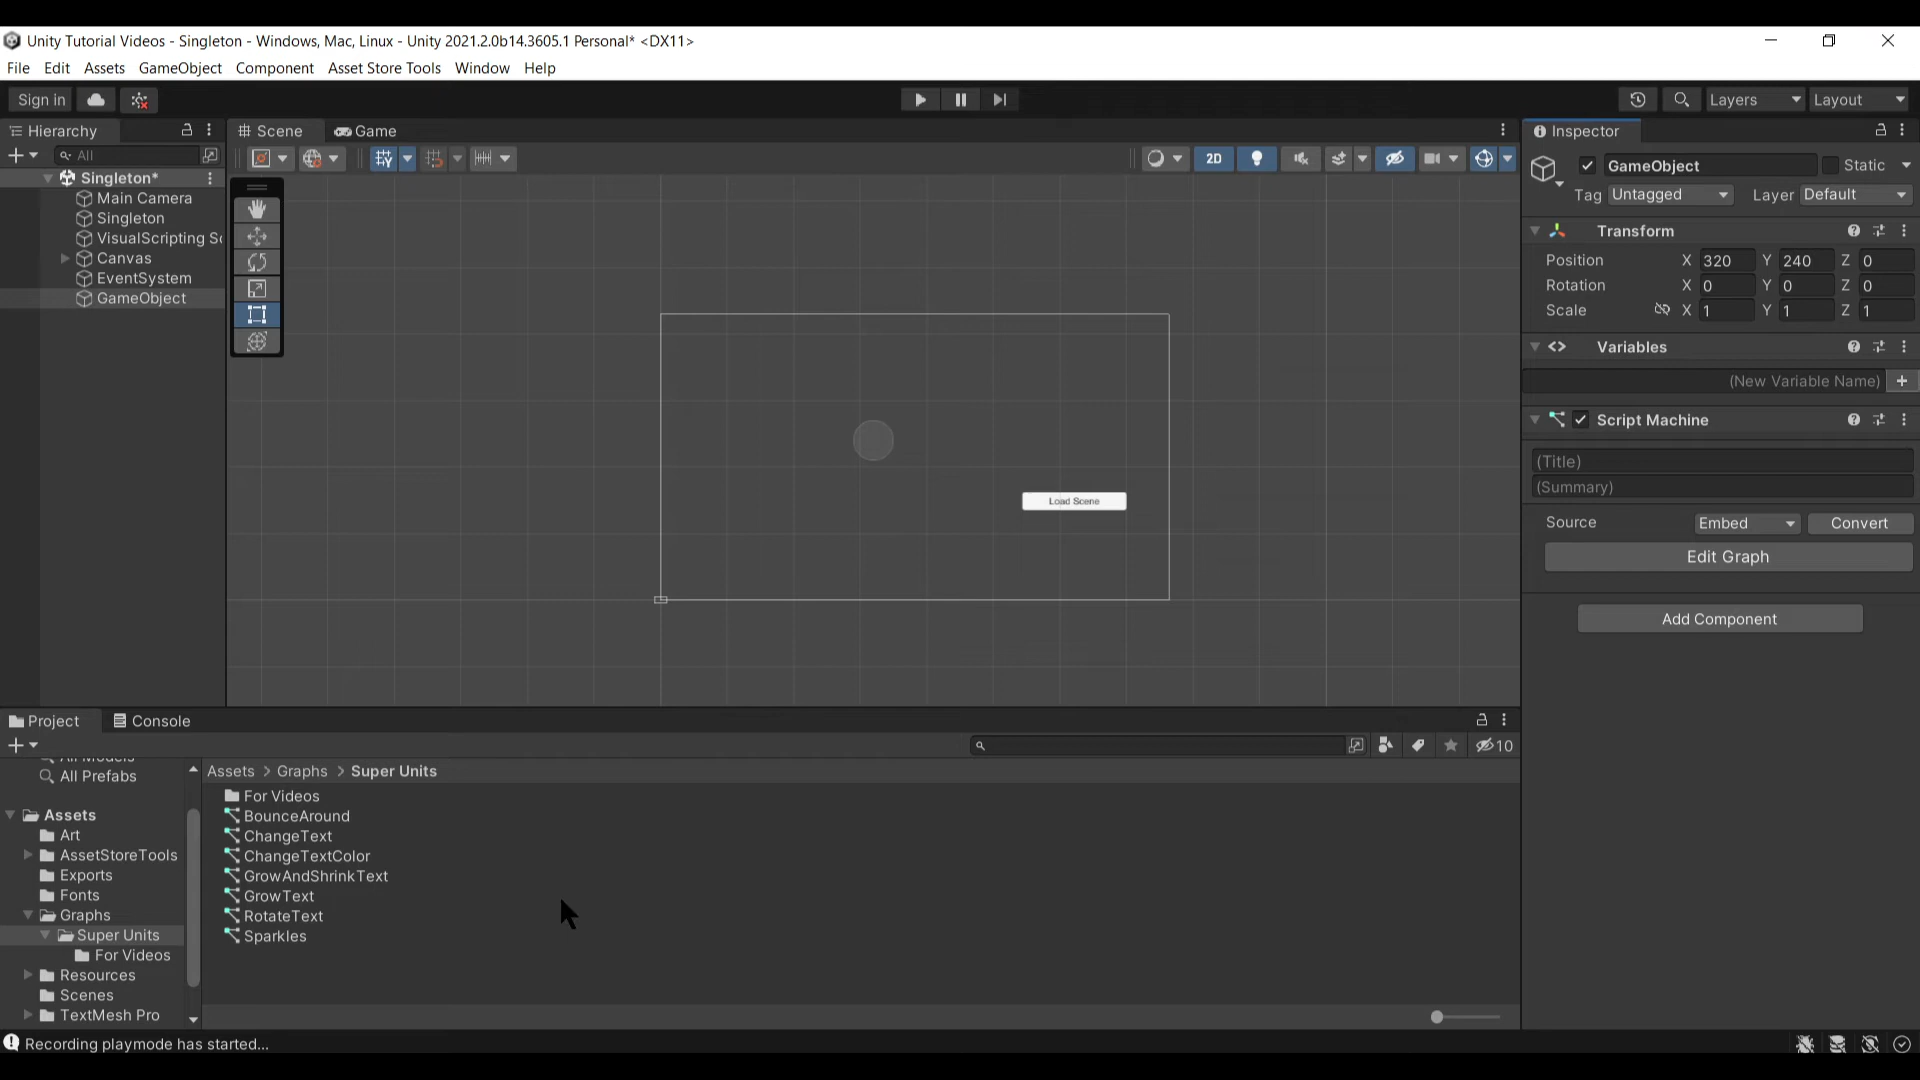 Unity Tutorial Videos - Singleton - Windows, Mac, Linux - Unity 2021.2.0b14.3605.1 Personal* <DX11>
File Edit Assets GameObject Component Asset Store Tools Window Help
Sign in
Layers
Layout
Hierarchy
All
Singleton*
Main Camera
Singleton
VisualScripting Sc
Canvas
EventSystem
GameObject
Scene
Game
2D
Load Scene
Inspector
GameObject
Static
Tag Untagged Layer Default
Transform
Position X 320 Y 240 Z 0
Rotation X 0 Y 0 Z 0
Scale X 1 Y 1 Z 1
Variables
(New Variable Name)
Script Machine
(Title)
(Summary)
Source Embed Convert
Edit Graph
Add Component
Project
Console
10
All Models
All Prefabs
Assets
Art
AssetStoreTools
Exports
Fonts
Graphs
Super Units
For Videos
Resources
Scenes
TextMesh Pro
Assets > Graphs > Super Units
For Videos
BounceAround
ChangeText
ChangeTextColor
GrowAndShrinkText
GrowText
RotateText
Sparkles
Recording playmode has started...